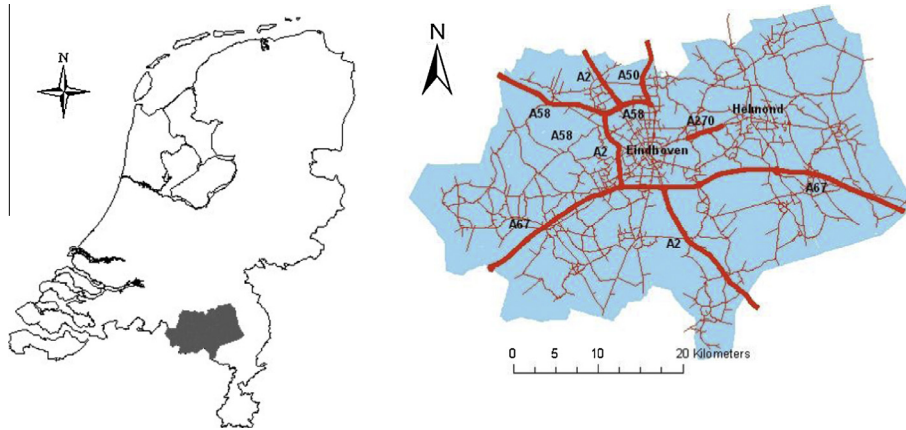 N
N
A2
A50
A58
A58
A270
Helmond
A58
A2
Eindhoven
A67
A67
A2
0 5 10 20 Kilometers